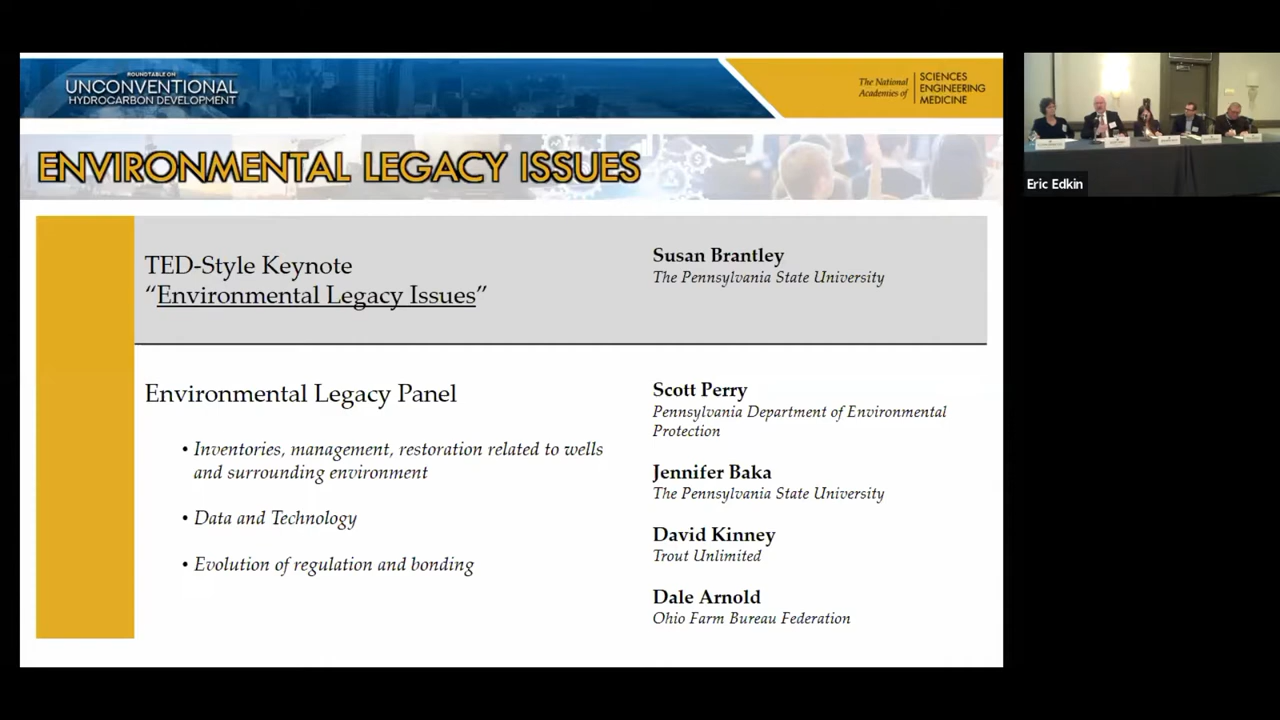 ROUNDTABLE ON
UNCONVENTIONAL
HYDROCARBON DEVELOPMENT
The National
Academies of
SCIENCES
ENGINEERING
MEDICINE
ENVIRONMENTAL LEGACY ISSUES
TED-Style Keynote
“Environmental Legacy Issues”
Susan Brantley
The Pennsylvania State University
Environmental Legacy Panel
• Inventories, management, restoration related to wells
and surrounding environment
• Data and Technology
• Evolution of regulation and bonding
Scott Perry
Pennsylvania Department of Environmental
Protection
Jennifer Baka
The Pennsylvania State University
David Kinney
Trout Unlimited
Dale Arnold
Ohio Farm Bureau Federation
Eric Edkin